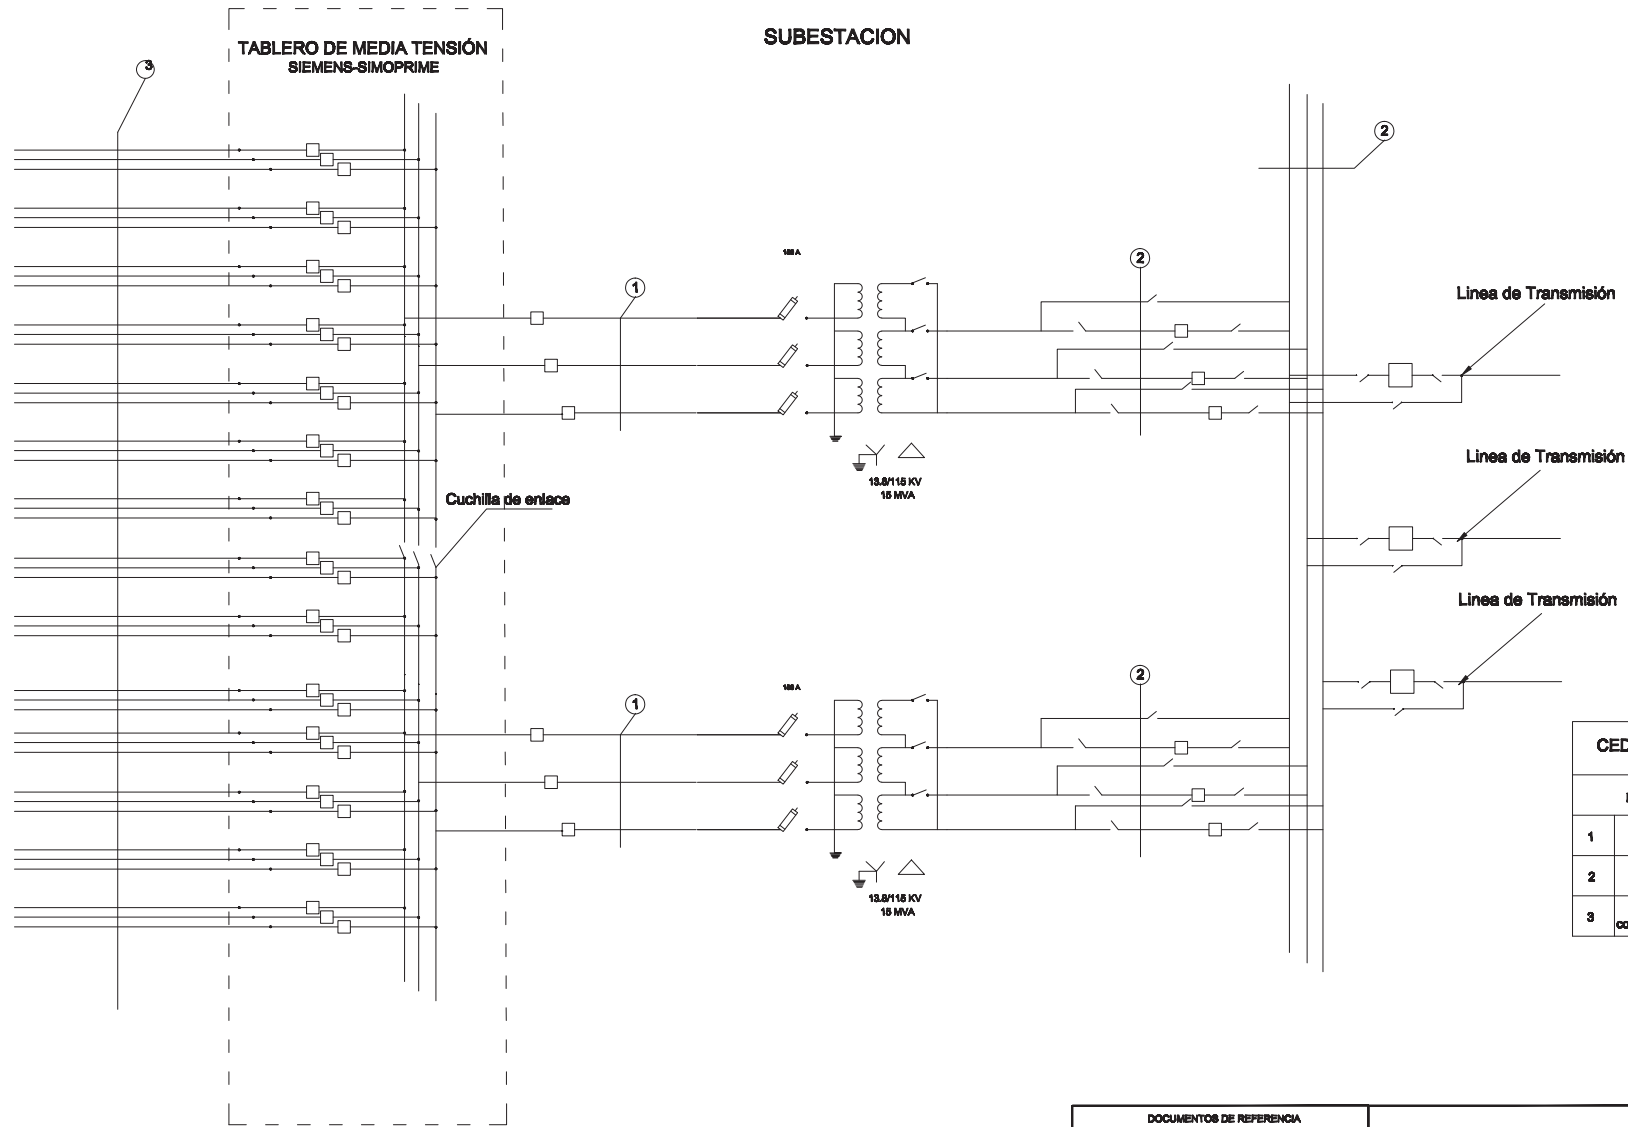 SUBESTACION
TABLERO DE MEDIA TENSIÓN
SIEMENS-SIMOPRIME
3
2
2
1
Linea de Transmisión
13.8/115 KV
15 MVA
Linea de Transmisión
Cuchilla de enlace
Linea de Transmisión
2
1
13.8/115 KV
15 MVA
CED
1
2
3
DOCUMENTOS DE REFERENCIA